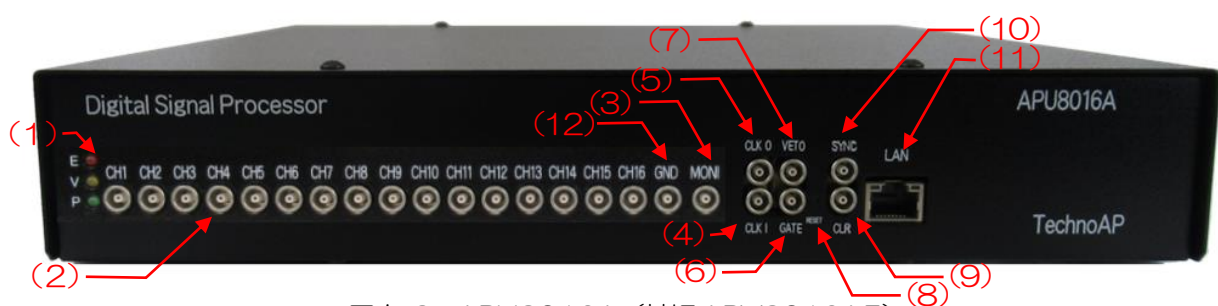 (10)
(7)
(11)
(5)
Digital Signal Processor
(3)
APU8016A
(1)
(12)
CLK O VETO SYNC
LAN
E
CH1 CH2 CH3 CH4 CH5 CH6 CH7 CH8 CH9 CH10 CH11 CH12 CH13 CH14 CH15 CH16 GND MONI
V
P
RESET
TechnoAP
(4) CLK I GATE CLR
(2)
(6)
(9)
(8)